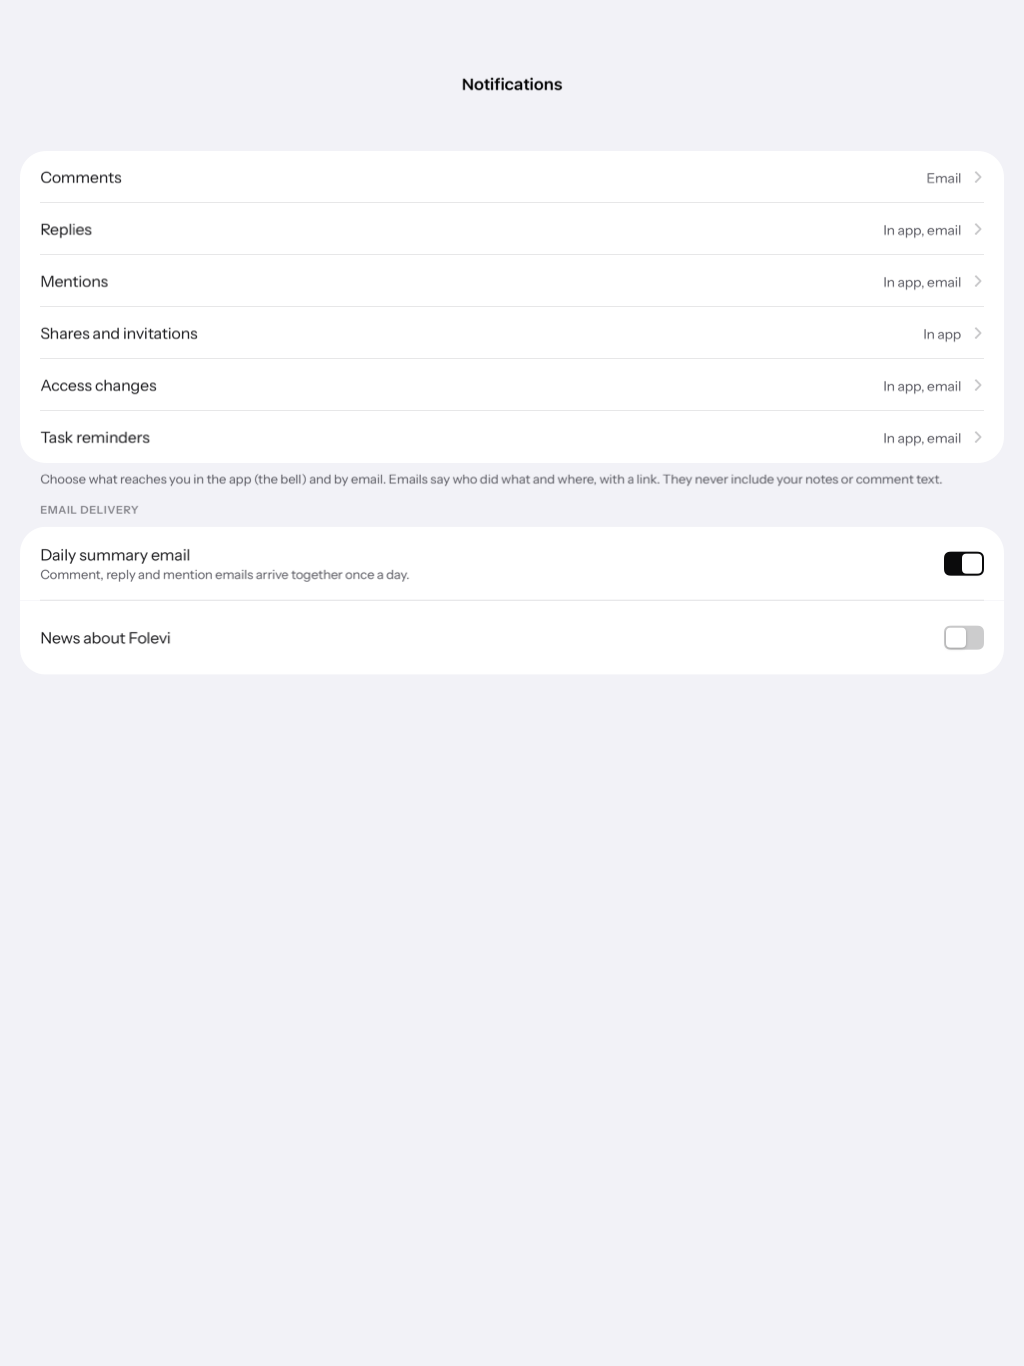 Notifications
Comments Email
Replies In app, email
Mentions In app, email
Shares and invitations In app
Access changes In app, email
Task reminders In app, email
Choose what reaches you in the app (the bell) and by email. Emails say who did what and where, with a link. They never include your notes or comment text.
EMAIL DELIVERY
Daily summary email
Comment, reply and mention emails arrive together once a day.
News about Folevi